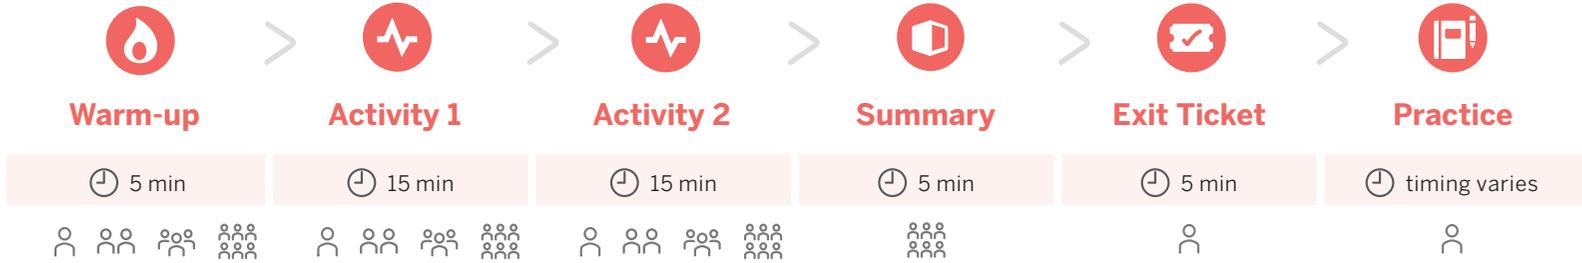 Warm-up
Activity 1
Activity 2
Summary
Exit Ticket
Practice
5 min
15 min
15 min
5 min
5 min
timing varies